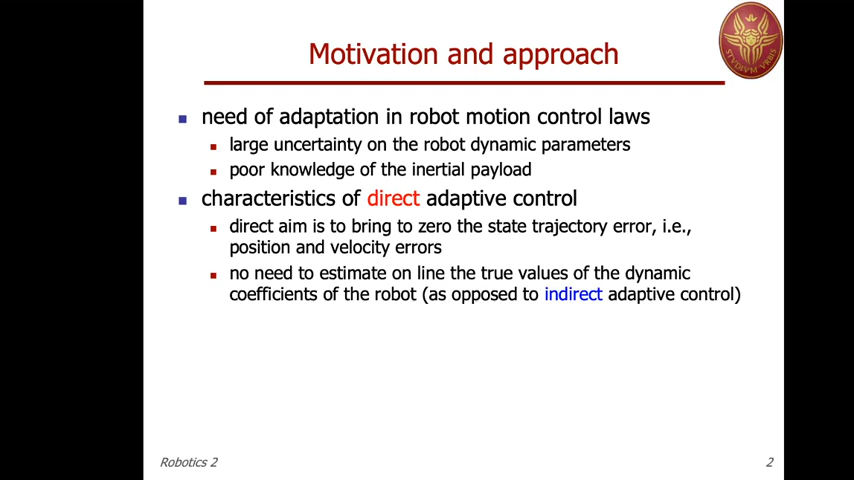 Motivation and approach
STVDIVM VRBIS
need of adaptation in robot motion control laws
large uncertainty on the robot dynamic parameters
poor knowledge of the inertial payload
characteristics of direct adaptive control
direct aim is to bring to zero the state trajectory error, i.e.,
position and velocity errors
no need to estimate on line the true values of the dynamic
coefficients of the robot (as opposed to indirect adaptive control)
Robotics 2
2